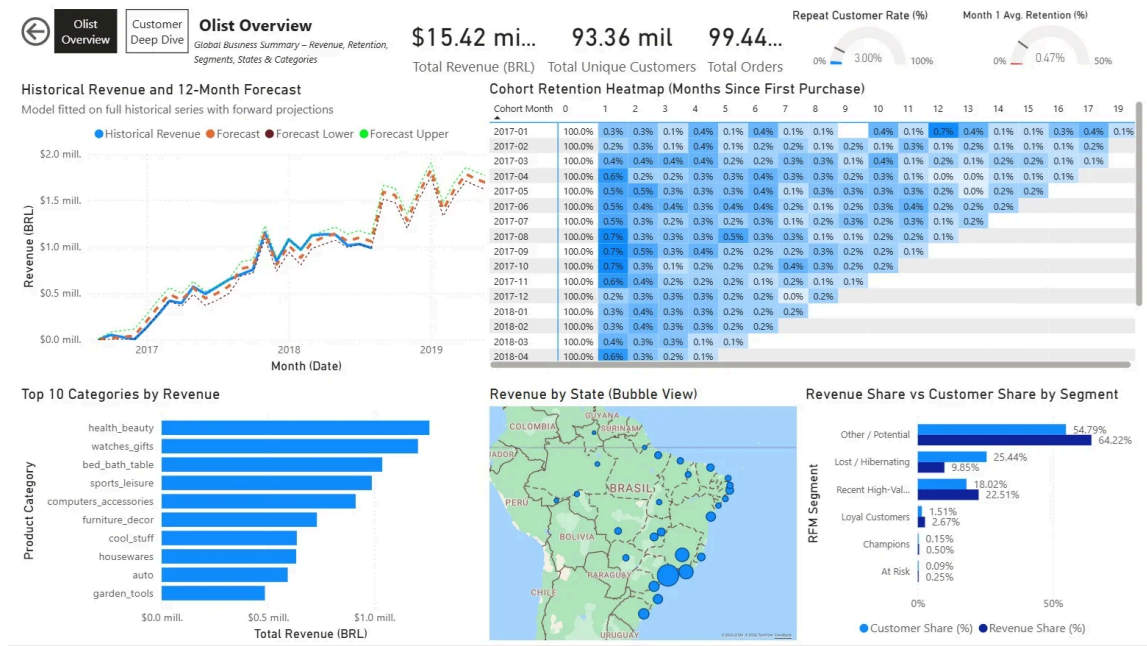 Olist Overview
Customer Deep Dive
Olist Overview
Global Business Summary – Revenue, Retention,
Segments, States & Categories
$15.42 mi...
Total Revenue (BRL)
93.36 mil
Total Unique Customers
99.44...
Total Orders
Repeat Customer Rate (%)
0% 3.00% 100%
Month 1 Avg. Retention (%)
0% 0.47% 50%
Historical Revenue and 12-Month Forecast
Model fitted on full historical series with forward projections
Historical Revenue Forecast Forecast Lower Forecast Upper
Revenue (BRL)
$2.0 mill.
$1.5 mill.
$1.0 mill.
$0.5 mill.
$0.0 mill.
2017 2018 2019
Month (Date)
Cohort Retention Heatmap (Months Since First Purchase)
Cohort Month 0 1 2 3 4 5 6 7 8 9 10 11 12 13 14 15 16 17 19
2017-01 100.0% 0.3% 0.3% 0.1% 0.4% 0.1% 0.4% 0.1% 0.1% 0.4% 0.1% 0.7% 0.4% 0.1% 0.1% 0.3% 0.4% 0.1%
2017-02 100.0% 0.2% 0.3% 0.1% 0.4% 0.1% 0.2% 0.2% 0.1% 0.2% 0.1% 0.3% 0.1% 0.2% 0.1% 0.1% 0.1% 0.2%
2017-03 100.0% 0.4% 0.4% 0.4% 0.4% 0.2% 0.2% 0.3% 0.3% 0.1% 0.4% 0.1% 0.2% 0.1% 0.2% 0.2% 0.1% 0.1%
2017-04 100.0% 0.6% 0.2% 0.2% 0.3% 0.3% 0.4% 0.3% 0.3% 0.2% 0.3% 0.1% 0.0% 0.0% 0.1% 0.1% 0.1%
2017-05 100.0% 0.5% 0.5% 0.3% 0.3% 0.3% 0.4% 0.1% 0.3% 0.3% 0.3% 0.3% 0.2% 0.0% 0.2% 0.2%
2017-06 100.0% 0.5% 0.4% 0.4% 0.3% 0.4% 0.4% 0.2% 0.1% 0.2% 0.3% 0.4% 0.2% 0.2% 0.2%
2017-07 100.0% 0.5% 0.3% 0.2% 0.3% 0.2% 0.3% 0.1% 0.2% 0.3% 0.2% 0.3% 0.1% 0.2%
2017-08 100.0% 0.7% 0.3% 0.3% 0.3% 0.5% 0.3% 0.3% 0.1% 0.1% 0.2% 0.2% 0.1%
2017-09 100.0% 0.7% 0.5% 0.3% 0.4% 0.2% 0.2% 0.2% 0.3% 0.2% 0.2% 0.1%
2017-10 100.0% 0.7% 0.3% 0.1% 0.2% 0.2% 0.2% 0.4% 0.3% 0.2% 0.2%
2017-11 100.0% 0.6% 0.4% 0.2% 0.2% 0.2% 0.1% 0.2% 0.1% 0.1%
2017-12 100.0% 0.2% 0.3% 0.3% 0.3% 0.2% 0.2% 0.0% 0.2%
2018-01 100.0% 0.3% 0.4% 0.3% 0.3% 0.2% 0.2% 0.2%
2018-02 100.0% 0.3% 0.4% 0.3% 0.3% 0.2% 0.2%
2018-03 100.0% 0.4% 0.3% 0.3% 0.1% 0.1%
2018-04 100.0% 0.6% 0.3% 0.2% 0.1%
Top 10 Categories by Revenue
Product Category
health_beauty
watches_gifts
bed_bath_table
sports_leisure
computers_accessories
furniture_decor
cool_stuff
housewares
auto
garden_tools
$0.0 mill. $0.5 mill. $1.0 mill.
Total Revenue (BRL)
Revenue by State (Bubble View)
GUYANA
COLOMBIA
SURINAM
ADOR
BRASIL
PERÚ
BOLIVIA
PARAGUAY
CHILE
URUGUAY
Revenue Share vs Customer Share by Segment
RFM Segment
Other / Potential 54.79% 64.22%
Lost / Hibernating 25.44% 9.85%
Recent High-Val... 18.02% 22.51%
Loyal Customers 1.51% 2.67%
Champions 0.15% 0.50%
At Risk 0.09% 0.25%
0% 50%
Customer Share (%) Revenue Share (%)